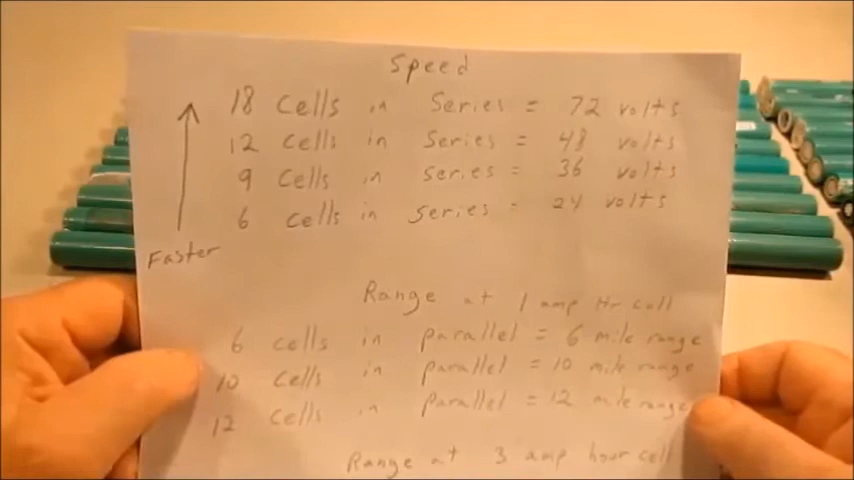 Speed
18 cells in series = 72 volts
12 cells in series = 48 volts
9 cells in series = 36 volts
6 cells in series = 24 volts
Faster
Range at 1 amp Hr cell
6 cells in parallel = 6 mile range
10 cells in parallel = 10 mile range
12 cells in parallel = 12 mile range
Range at 3 amp hour cell